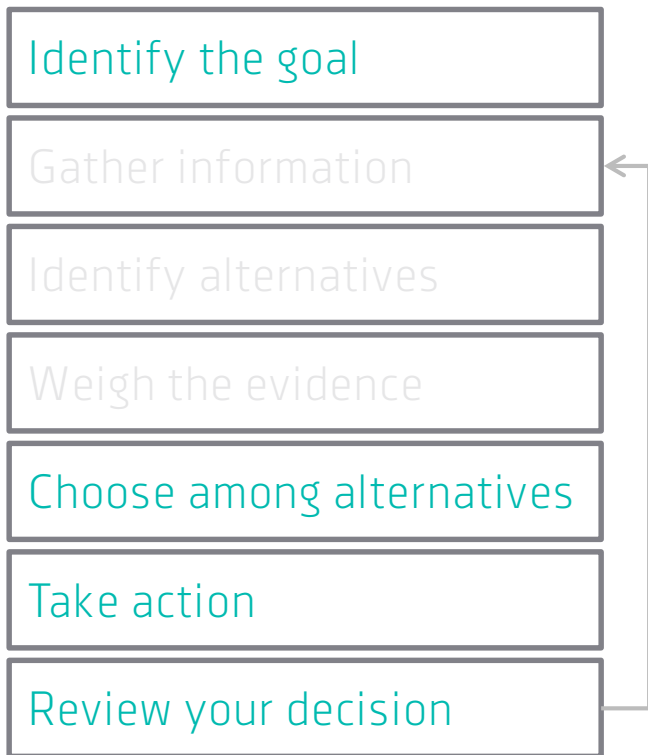 Identify the goal
Gather information
Identify alternatives
Weigh the evidence
Choose among alternatives
Take action
Review your decision